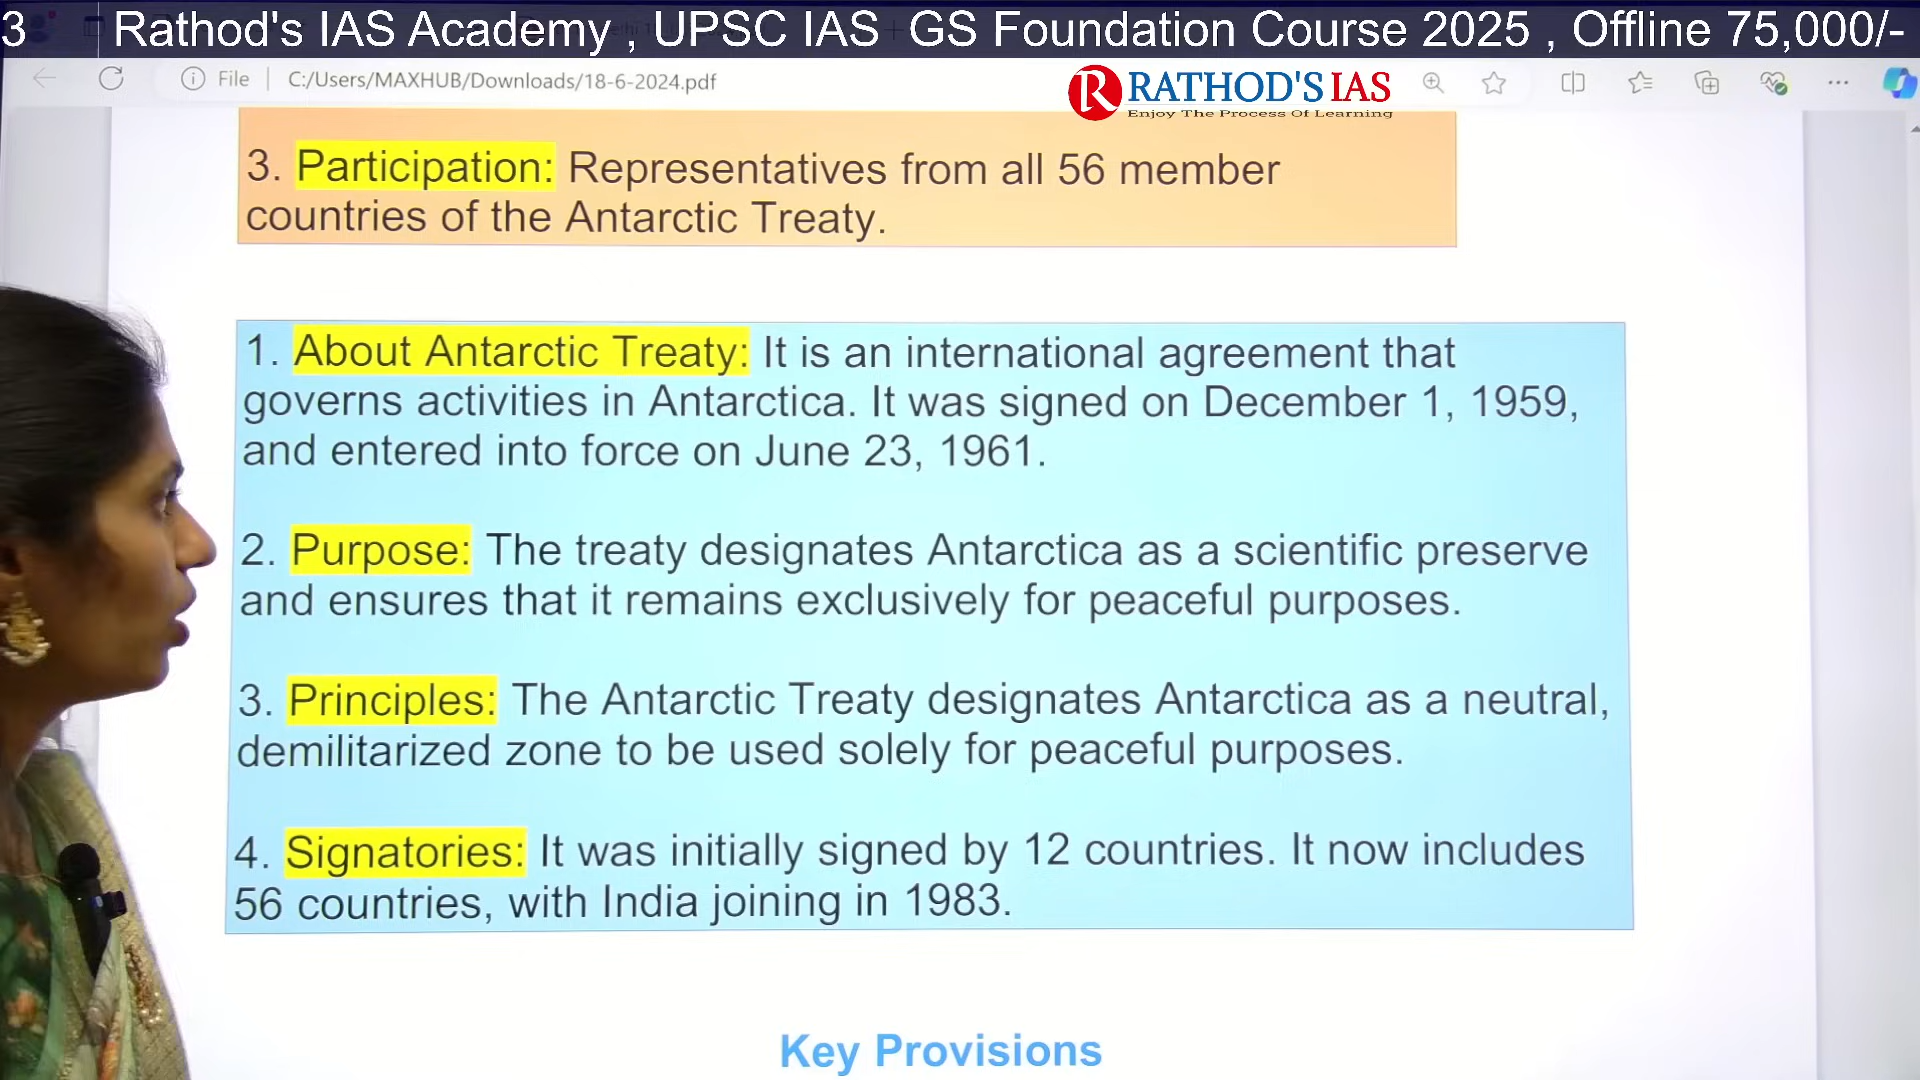 3 Rathod's IAS Academy , UPSC IAS GS Foundation Course 2025 , Offline 75,000/-
File C:/Users/MAXHUB/Downloads/18-6-2024.pdf
R RATHOD'S IAS
Enjoy The Process Of Learning
3. Participation: Representatives from all 56 member
countries of the Antarctic Treaty.
1. About Antarctic Treaty: It is an international agreement that
governs activities in Antarctica. It was signed on December 1, 1959,
and entered into force on June 23, 1961.
2. Purpose: The treaty designates Antarctica as a scientific preserve
and ensures that it remains exclusively for peaceful purposes.
3. Principles: The Antarctic Treaty designates Antarctica as a neutral,
demilitarized zone to be used solely for peaceful purposes.
4. Signatories: It was initially signed by 12 countries. It now includes
56 countries, with India joining in 1983.
Key Provisions